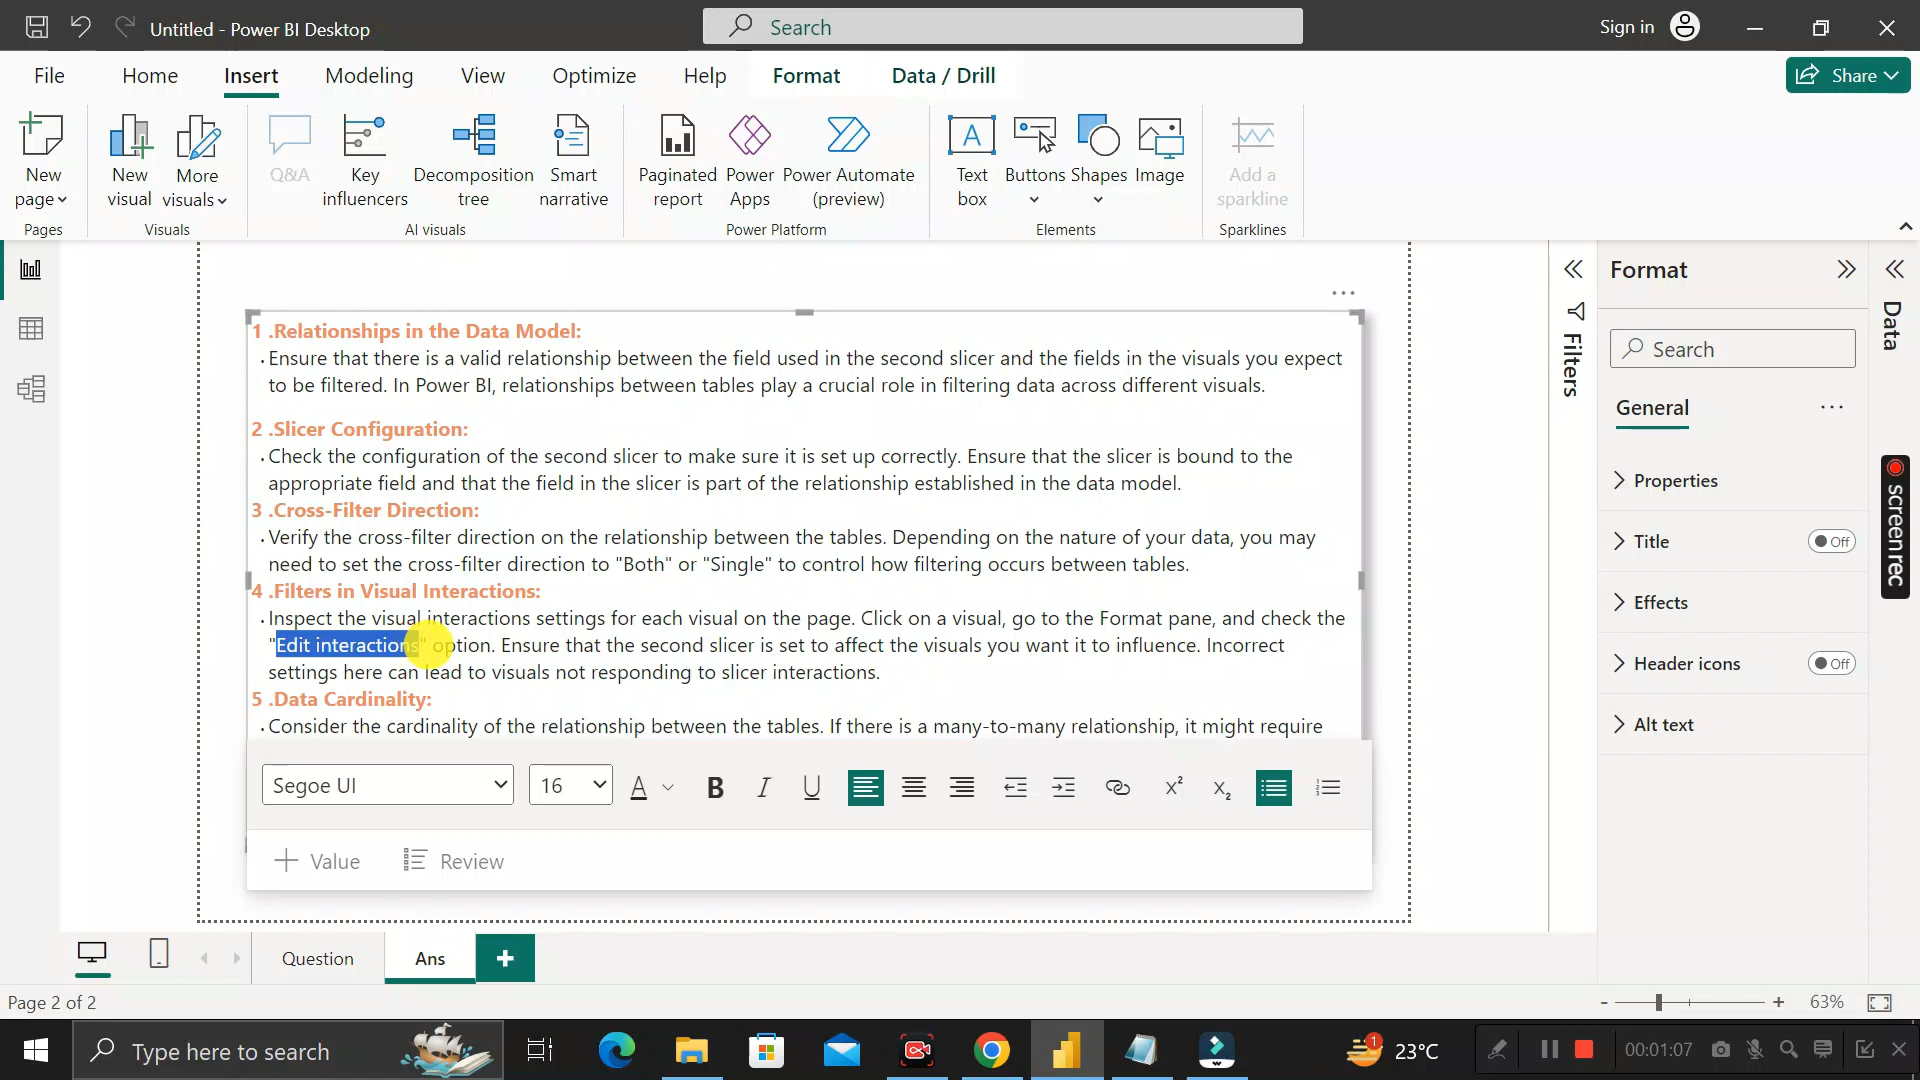 Untitled - Power BI Desktop
Search
Sign in
File Home Insert Modeling View Optimize Help Format Data / Drill
Share
New page
New visual
More visuals
Q&A
Key influencers
Decomposition tree
Smart narrative
Paginated report
Power Apps
Power Automate (preview)
Text box
Buttons
Shapes
Image
Add a sparkline
Pages Visuals AI visuals Power Platform Elements Sparklines
1 .Relationships in the Data Model:
. Ensure that there is a valid relationship between the field used in the second slicer and the fields in the visuals you expect
to be filtered. In Power BI, relationships between tables play a crucial role in filtering data across different visuals.
2 .Slicer Configuration:
. Check the configuration of the second slicer to make sure it is set up correctly. Ensure that the slicer is bound to the
appropriate field and that the field in the slicer is part of the relationship established in the data model.
3 .Cross-Filter Direction:
. Verify the cross-filter direction on the relationship between the tables. Depending on the nature of your data, you may
need to set the cross-filter direction to "Both" or "Single" to control how filtering occurs between tables.
4 .Filters in Visual Interactions:
. Inspect the visual interactions settings for each visual on the page. Click on a visual, go to the Format pane, and check the
"Edit interactions" option. Ensure that the second slicer is set to affect the visuals you want it to influence. Incorrect
settings here can lead to visuals not responding to slicer interactions.
5 .Data Cardinality:
. Consider the cardinality of the relationship between the tables. If there is a many-to-many relationship, it might require
Segoe UI 16 A B I U x² x₂
Value Review
Filters
Format
Search
General
Properties
Title Off
Effects
Header icons Off
Alt text
Data
screen rec
Question Ans +
Page 2 of 2
- + 63%
Type here to search
1 23°C
00:01:07